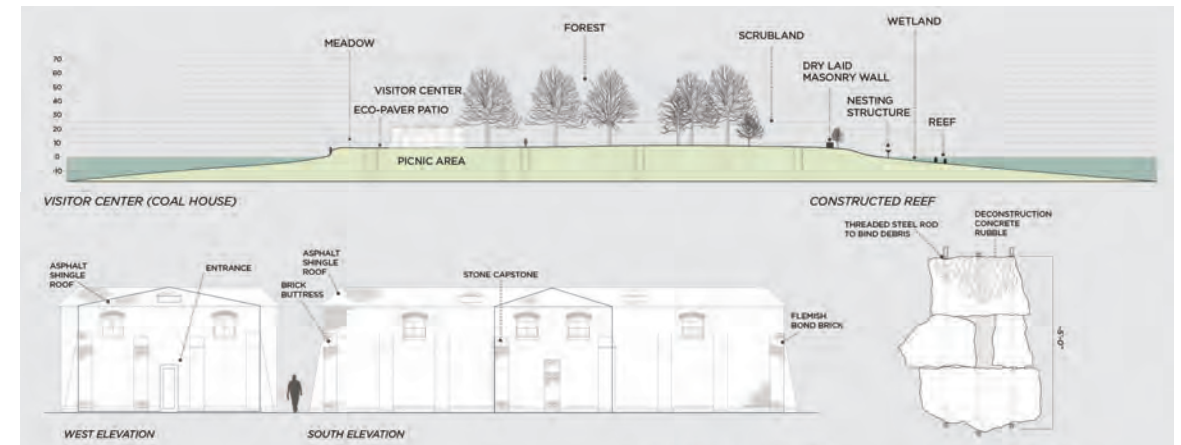 FOREST
WETLAND
SCRUBLAND
MEADOW
DRY LAID
MASONRY WALL
VISITOR CENTER
NESTING
STRUCTURE
ECO-PAVER PATIO
REEF
PICNIC AREA
70
60
50
40
30
20
10
0
-10
VISITOR CENTER (COAL HOUSE)
CONSTRUCTED REEF
THREADED STEEL ROD
TO BIND DEBRIS
DECONSTRUCTION
CONCRETE
RUBBLE
ASPHALT
SHINGLE
ROOF
ENTRANCE
ASPHALT
SHINGLE
ROOF
BRICK
BUTTRESS
STONE CAPSTONE
FLEMISH
BOND BRICK
WEST ELEVATION
SOUTH ELEVATION